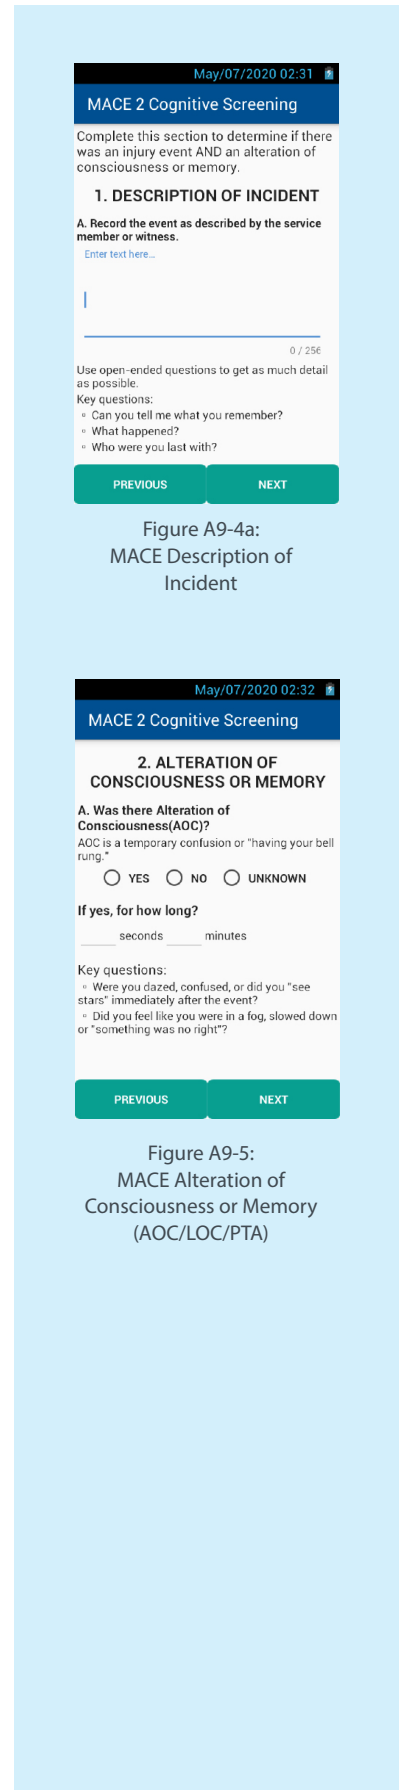 May/07/2020 02:31
MACE 2 Cognitive Screening
Complete this section to determine if there
was an injury event AND an alteration of
consciousness or memory.
1. DESCRIPTION OF INCIDENT
A. Record the event as described by the service
member or witness.
Enter text here...
0 / 256
Use open-ended questions to get as much detail
as possible.
Key questions:
◦ Can you tell me what you remember?
◦ What happened?
◦ Who were you last with?
PREVIOUS NEXT
Figure A9-4a:
MACE Description of
Incident
May/07/2020 02:32
MACE 2 Cognitive Screening
2. ALTERATION OF
CONSCIOUSNESS OR MEMORY
A. Was there Alteration of
Consciousness(AOC)?
AOC is a temporary confusion or "having your bell
rung."
YES NO UNKNOWN
If yes, for how long?
seconds minutes
Key questions:
◦ Were you dazed, confused, or did you "see
stars" immediately after the event?
◦ Did you feel like you were in a fog, slowed down
or "something was no right"?
PREVIOUS NEXT
Figure A9-5:
MACE Alteration of
Consciousness or Memory
(AOC/LOC/PTA)